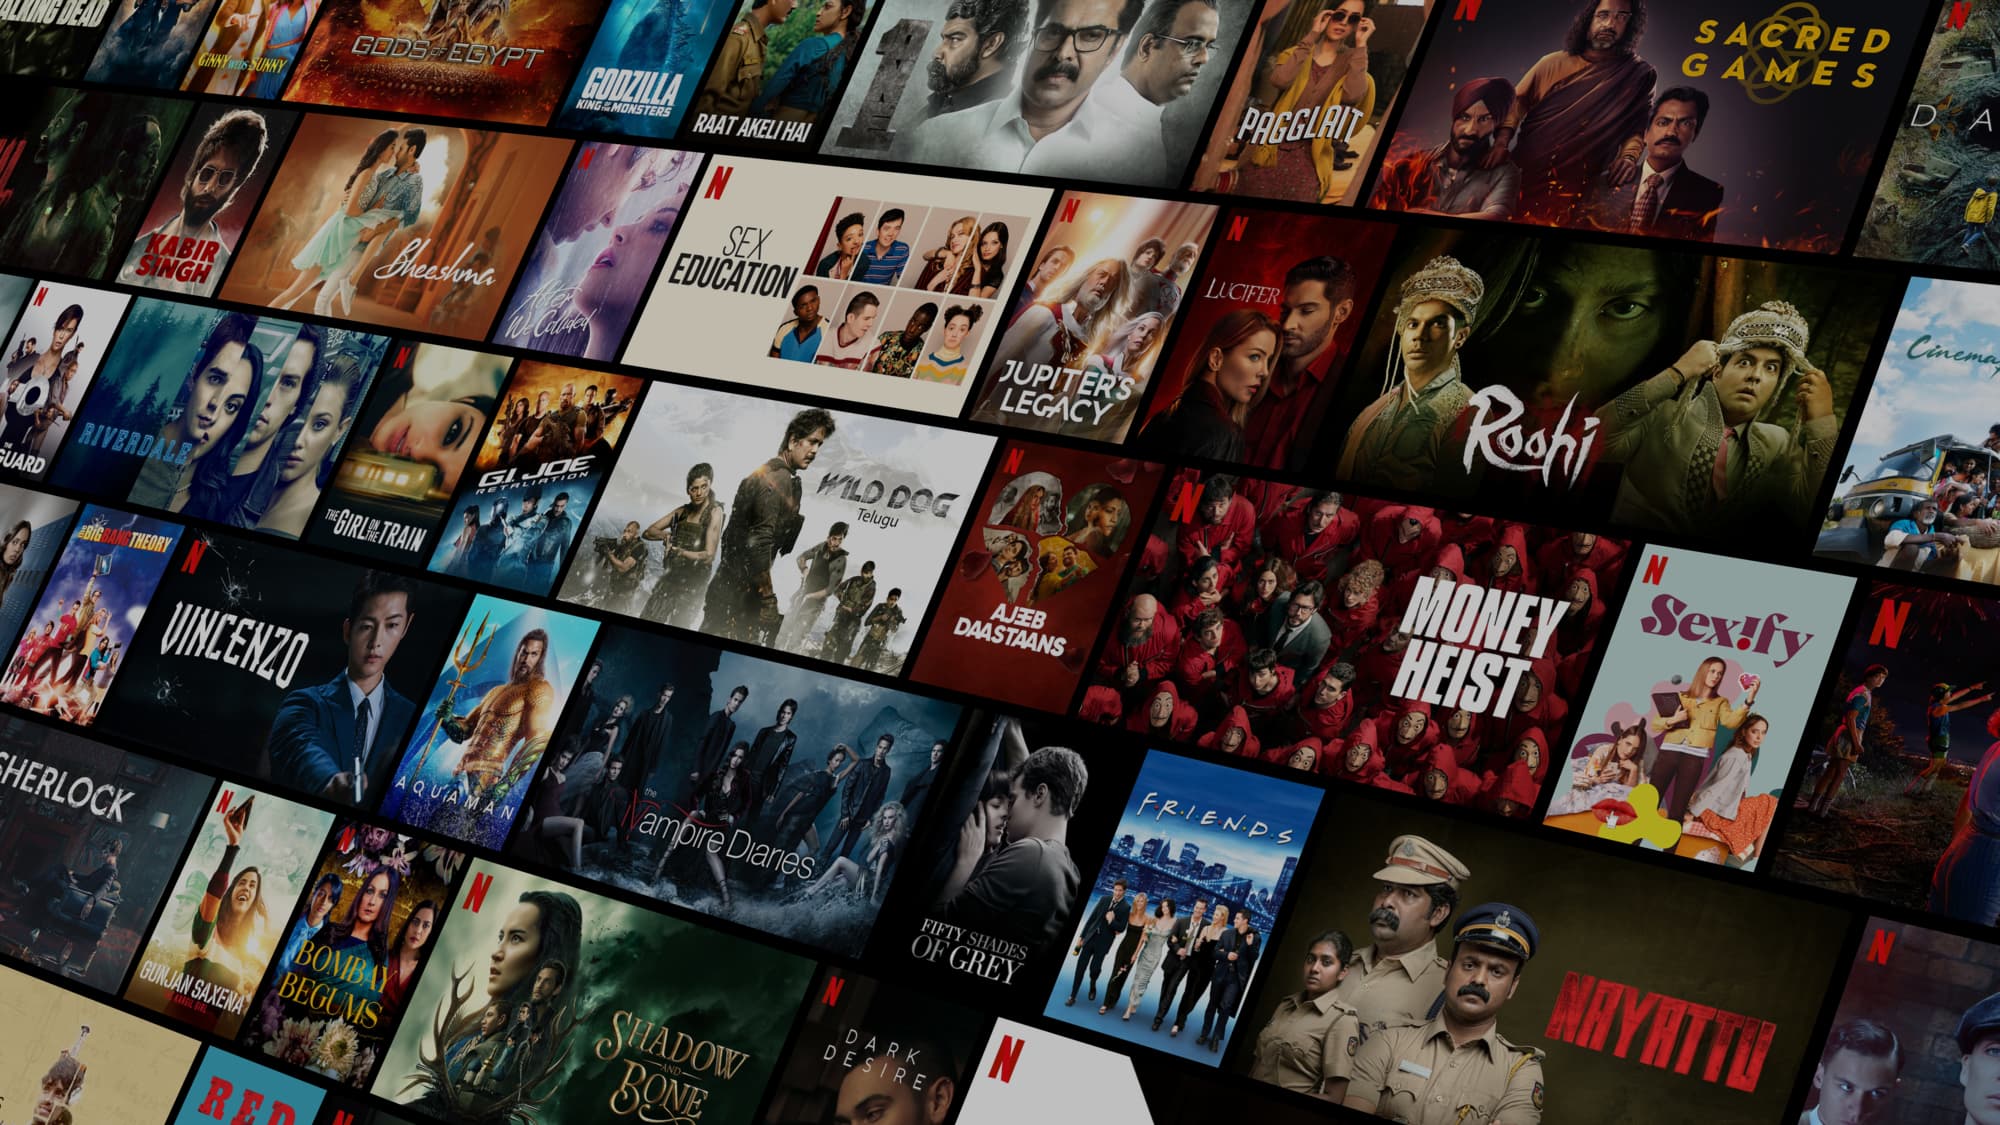 WALKING DEAD
GINNY WEDS SUNNY
GODS OF EGYPT
GODZILLA
KING OF THE MONSTERS
RAAT AKELI HAI
PAGGLAIT
N
SACRED
GAMES
N
KABIR
SINGH
Bheeshma
N
After
We Collided
N
SEX
EDUCATION
N
JUPITER'S
LEGACY
N
LUCIFER
Roohi
D A
N
GUARD
RIVERDALE
N
THE GIRL ON
THE TRAIN
G.I. JOE
RETALIATION
WILD DOG
Telugu
N
AJEEB
DAASTAANS
N
MONEY
HEIST
N
Sex!fy
N
THE BIG BANG THEORY
N
VINCENZO
AQUAMAN
the
Vampire Diaries
FIFTY SHADES
OF GREY
F·R·I·E·N·D·S
NAYATTU
N
SHERLOCK
N
GUNJAN SAXENA
KARGIL GIRL
N
BOMBAY
BEGUMS
N
SHADOW
AND
BONE
N
DARK
DESIRE
N
RED
N